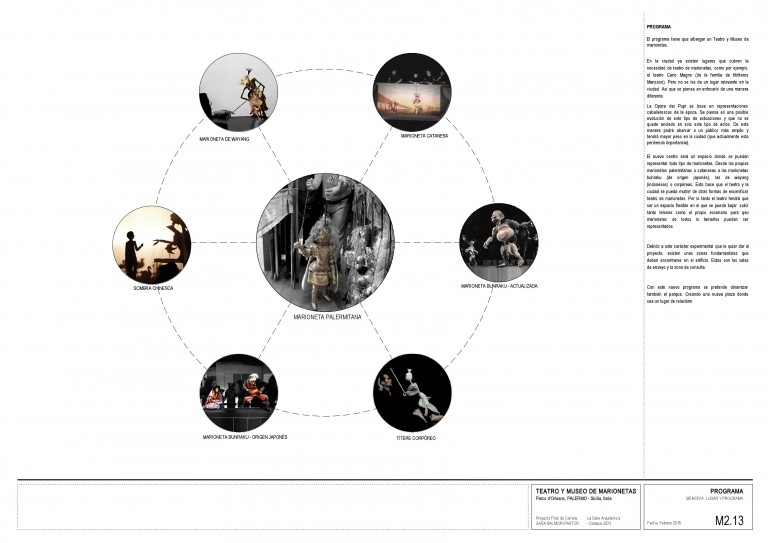 MARIONETA DE WAYANG
MARIONETA CATANESA
SOMBRA CHINESCA
MARIONETA PALERMITANA
MARIONETA BUNRAKU - ACTUALIZADA
MARIONETA BUNRAKU - ORIGEN JAPONÉS
TÍTERE CORPÓREO
PROGRAMA
El programa tiene que albergar un Teatro y Museo de
marionetas.
En la ciudad ya existen lugares que cubren la
necesidad de teatro de marionetas, como por ejemplo,
el teatro Carlo Magno (de la familia de titiriteros
Mancuso). Pero no se les da un lugar relevante en la
ciudad. Así que se piensa en enfocarlo de una manera
diferente.
La Opera dei Pupi se basa en representaciones
caballerescas de la época. Se piensa en una posible
evolución de este tipo de actuaciones y que no se
quede anclado en solo este tipo de actos. De esta
manera podrá abarcar a un público más amplio y
tendrá mayor peso en la ciudad (que actualmente esta
perdiendo importancia).
El nuevo centro será un espacio donde se puedan
representar todo tipo de marionetas. Desde las propias
marionetas palermitanas o catanesas a las marionetas
bunraku (de origen japonés), las de wayang
(indonesas) o corpóreas. Esto hace que el teatro y la
ciudad se pueda nutrir de otras formas de escenificar
teatro de marionetas. Por lo tanto el teatro tendrá que
ser un espacio flexible en el que se pueda bajar subir
tanto telones como el propio escenario para que
marionetas de todos lo tamaños puedan ser
representados.
Debido a este carácter experimental que le quier dar al
proyecto, existen unas zonas fundamentales que
deben encontrarse en el edificio. Estas son las salas
de ensayo y la zona de consulta.
Con este nuevo programa se pretende dinamizar
también el parque. Creando una nueva plaza donde
sea un lugar de relacionn
TEATRO Y MUSEO DE MARIONETAS
Parco d'Orleans, PALERMO - Sicilia, Italia
Proyecto Final de Carrera
La Salle Arquitectura
SARA SALMON PASTOR
PROGRAMA
MEMORIA: LUGAR Y PROGRAMA
Fecha: Febrero
M2.13